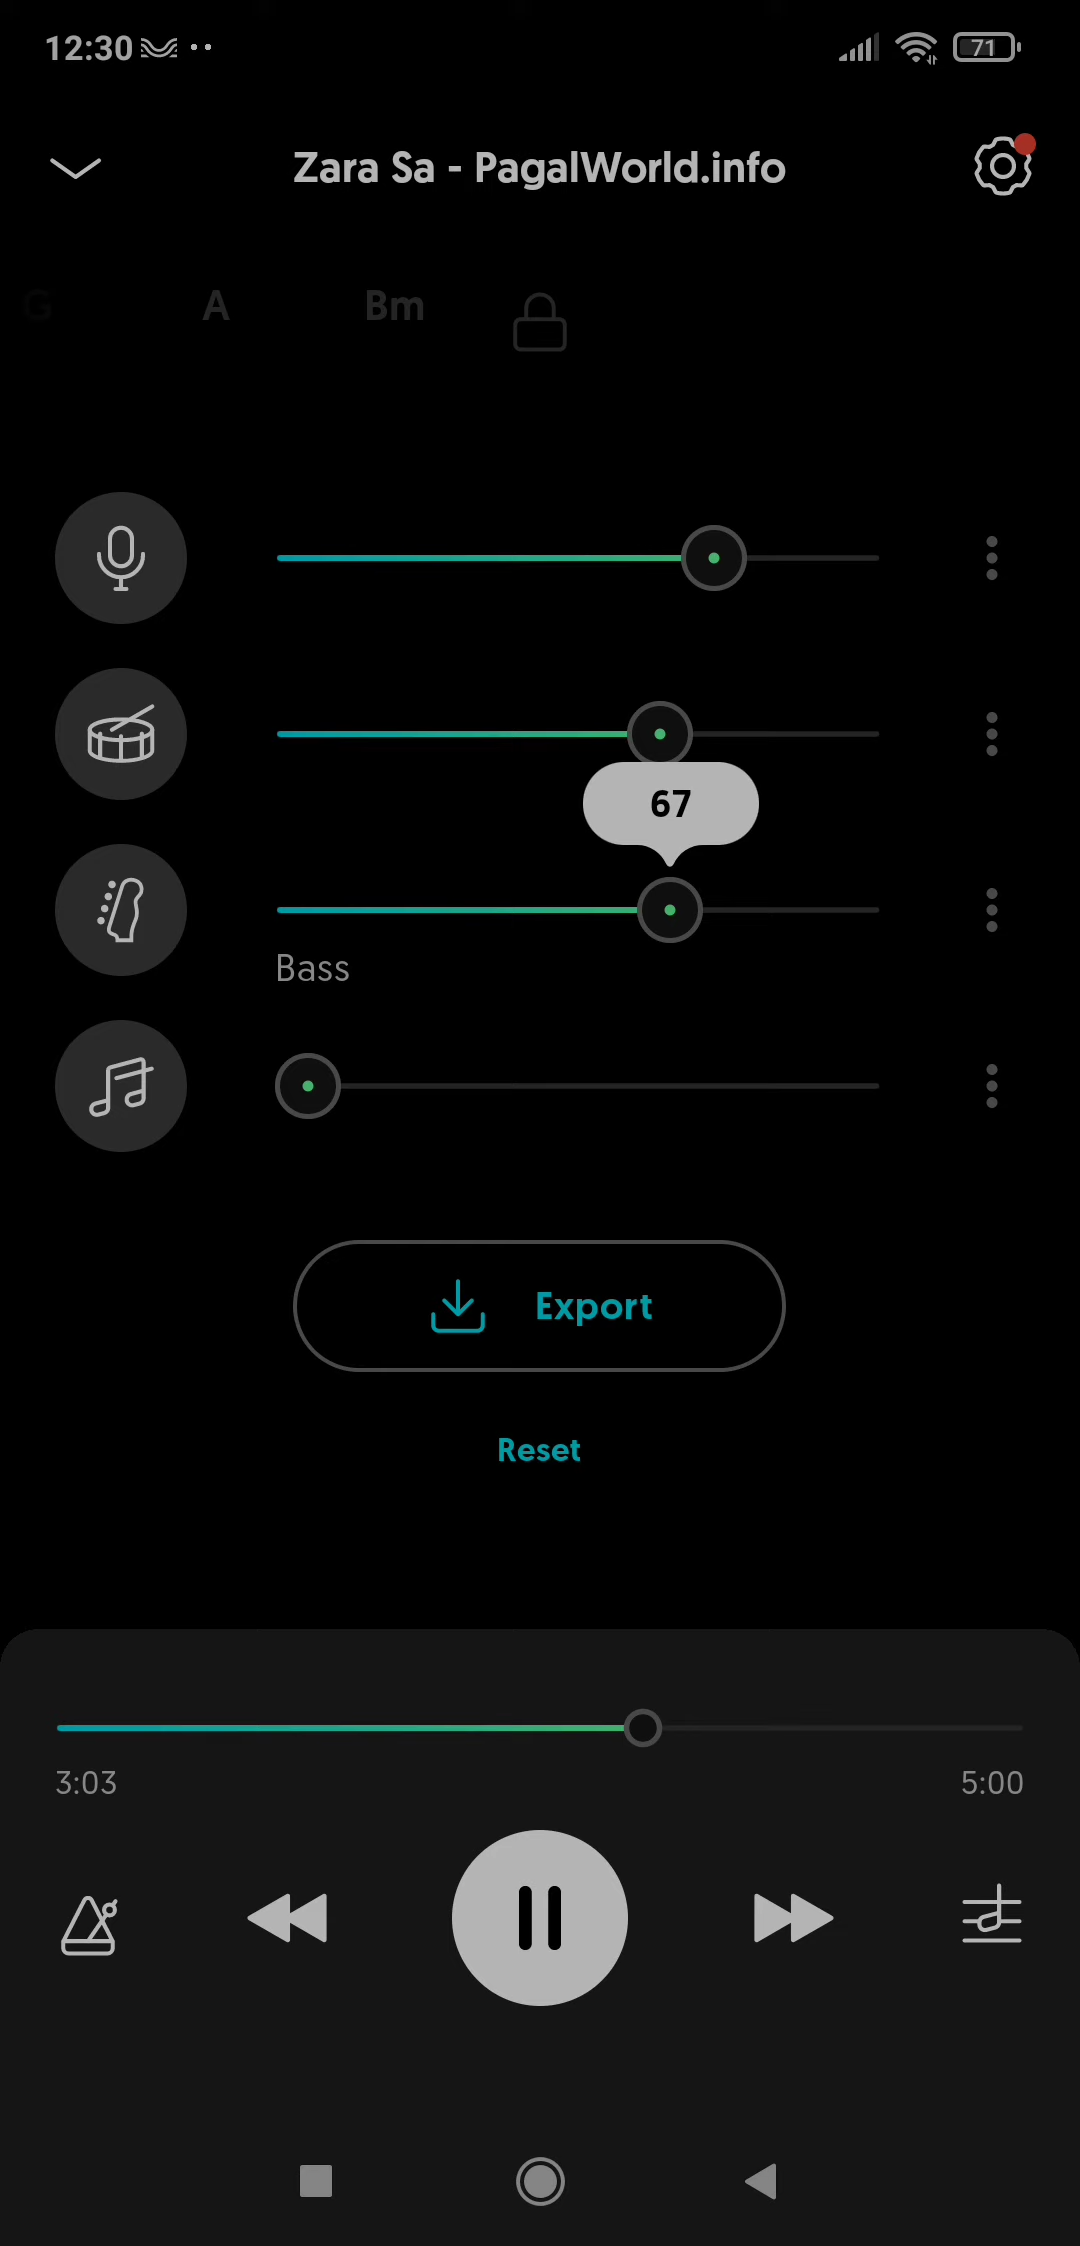 12:30
71
Zara Sa - PagalWorld.info
G A Bm
67
Bass
Export
Reset
3:03 5:00